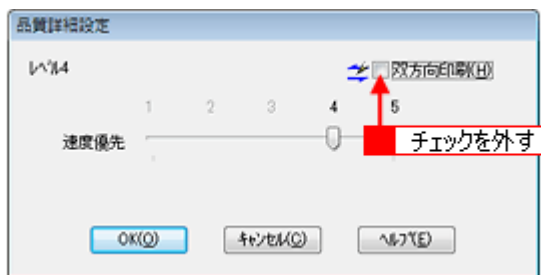 品質詳細設定
ﾚﾍﾞﾙ4
双方向印刷(H)
1 2 3 4 5
速度優先
チェックを外す
OK(O) ｷｬﾝｾﾙ(C) ﾍﾙﾌﾟ(E)